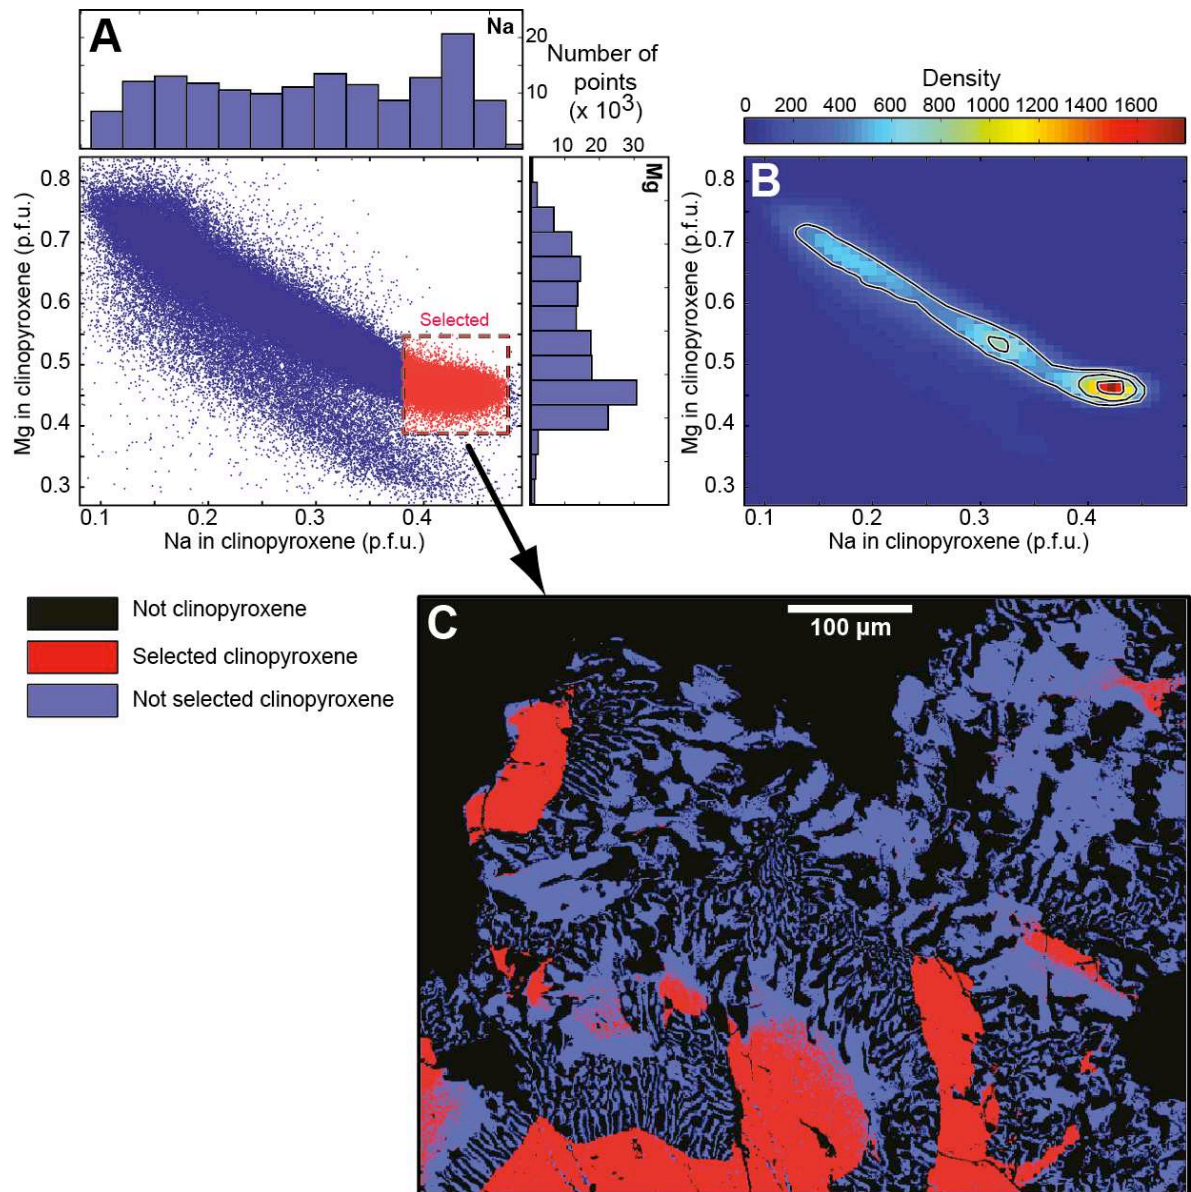 A
Na
20
10
Number of
points
(x 10³)
10 20 30
Mg
0.8
0.7
0.6
0.5
0.4
0.3
Mg in clinopyroxene (p.f.u.)
Selected
0.1 0.2 0.3 0.4
Na in clinopyroxene (p.f.u.)
Density
0 200 400 600 800 1000 1200 1400 1600
B
0.8
0.7
0.6
0.5
0.4
0.3
Mg in clinopyroxene (p.f.u.)
0.1 0.2 0.3 0.4
Na in clinopyroxene (p.f.u.)
Not clinopyroxene
Selected clinopyroxene
Not selected clinopyroxene
C
100 µm